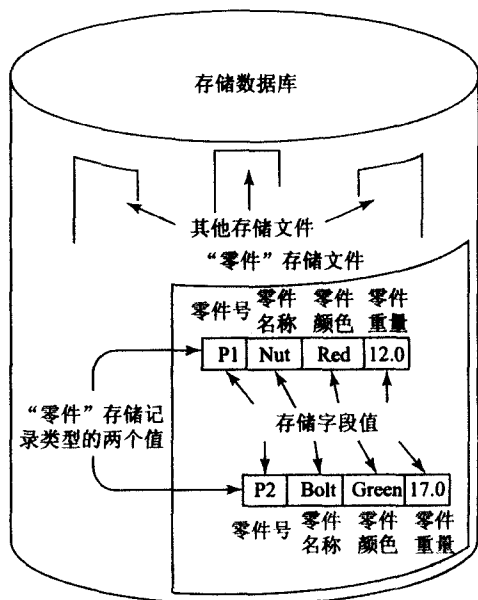 存储数据库
其他存储文件
“零件”存储文件
零件号 零件名称 零件颜色 零件重量
P1 Nut Red 12.0
“零件”存储记
录类型的两个值
存储字段值
P2 Bolt Green 17.0
零件号 零件名称 零件颜色 零件重量